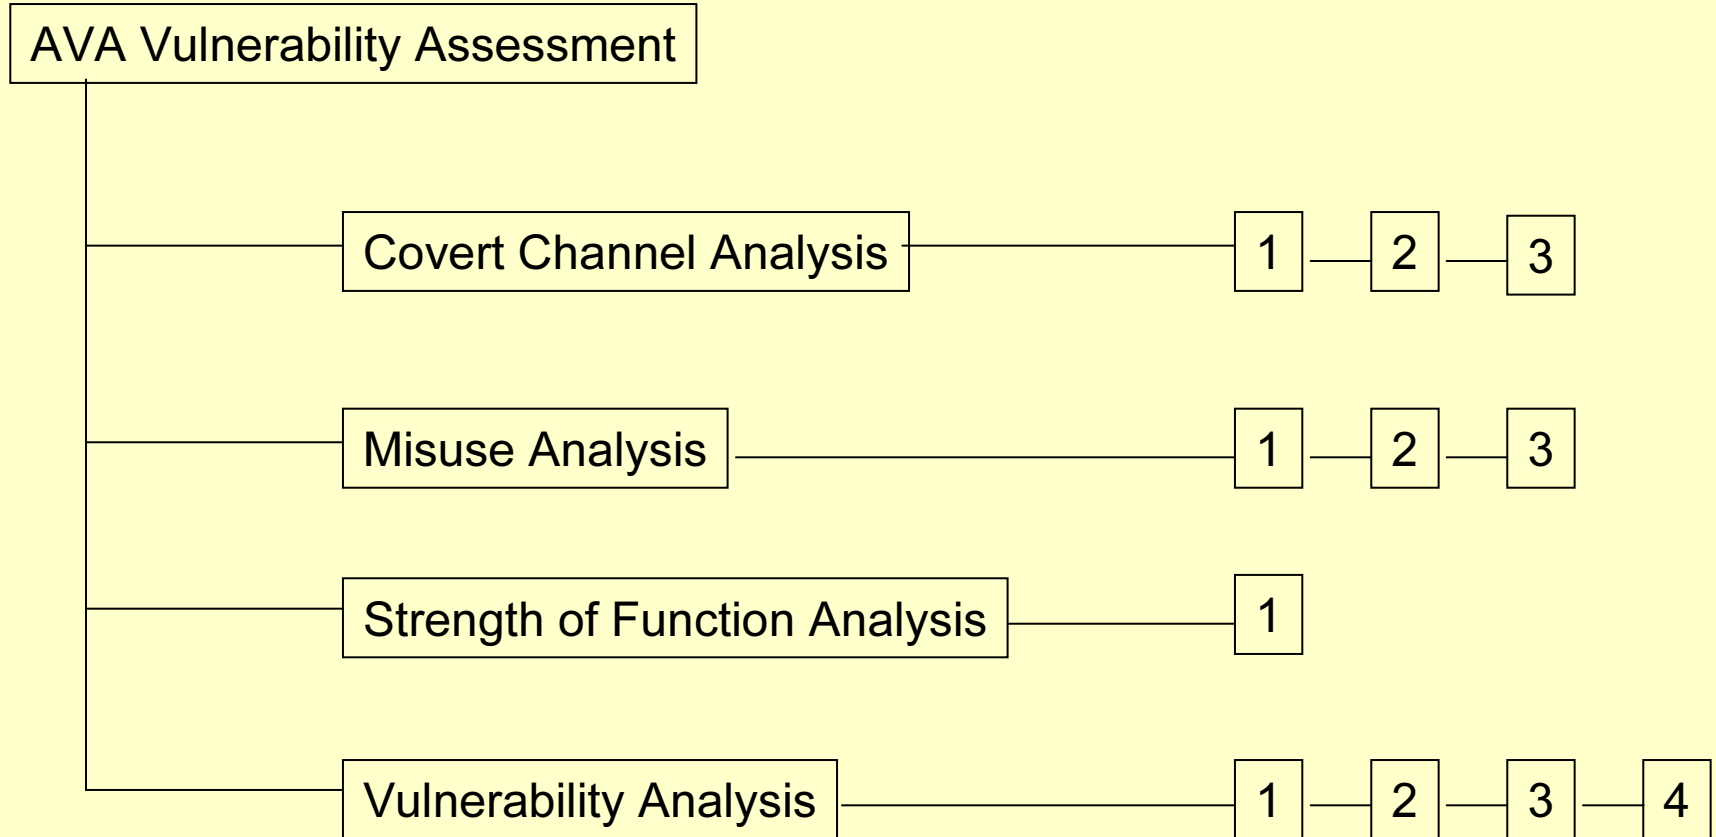 AVA Vulnerability Assessment
Covert Channel Analysis 1 2 3
Misuse Analysis 1 2 3
Strength of Function Analysis 1
Vulnerability Analysis 1 2 3 4